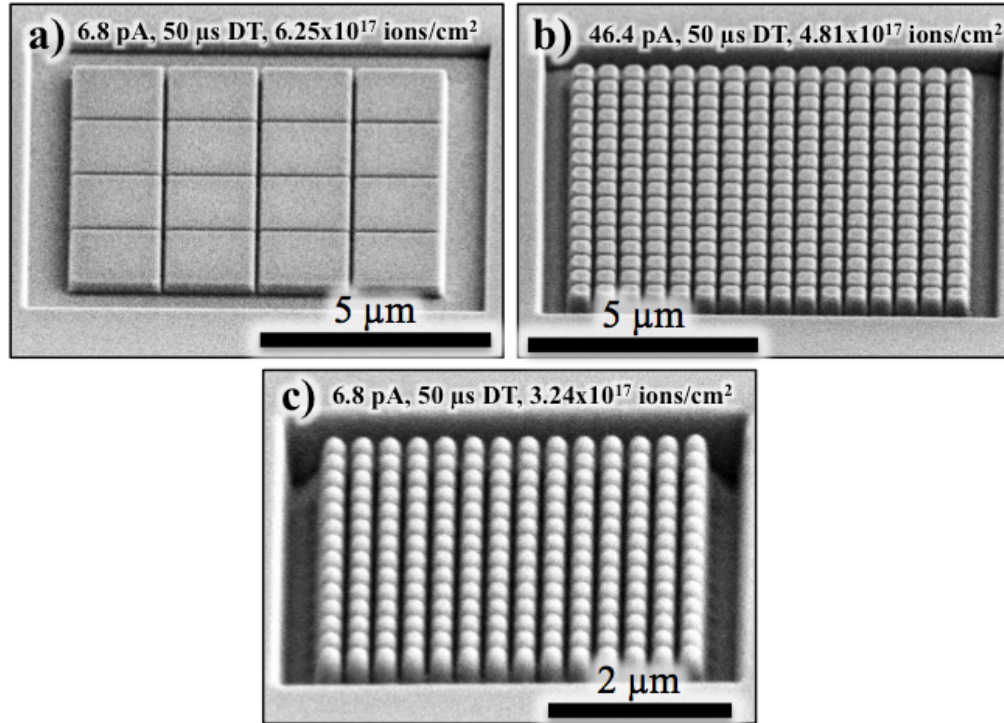 a) 6.8 pA, 50 µs DT, 6.25x10¹⁷ ions/cm²
5 µm
b) 46.4 pA, 50 µs DT, 4.81x10¹⁷ ions/cm²
5 µm
c) 6.8 pA, 50 µs DT, 3.24x10¹⁷ ions/cm²
2 µm